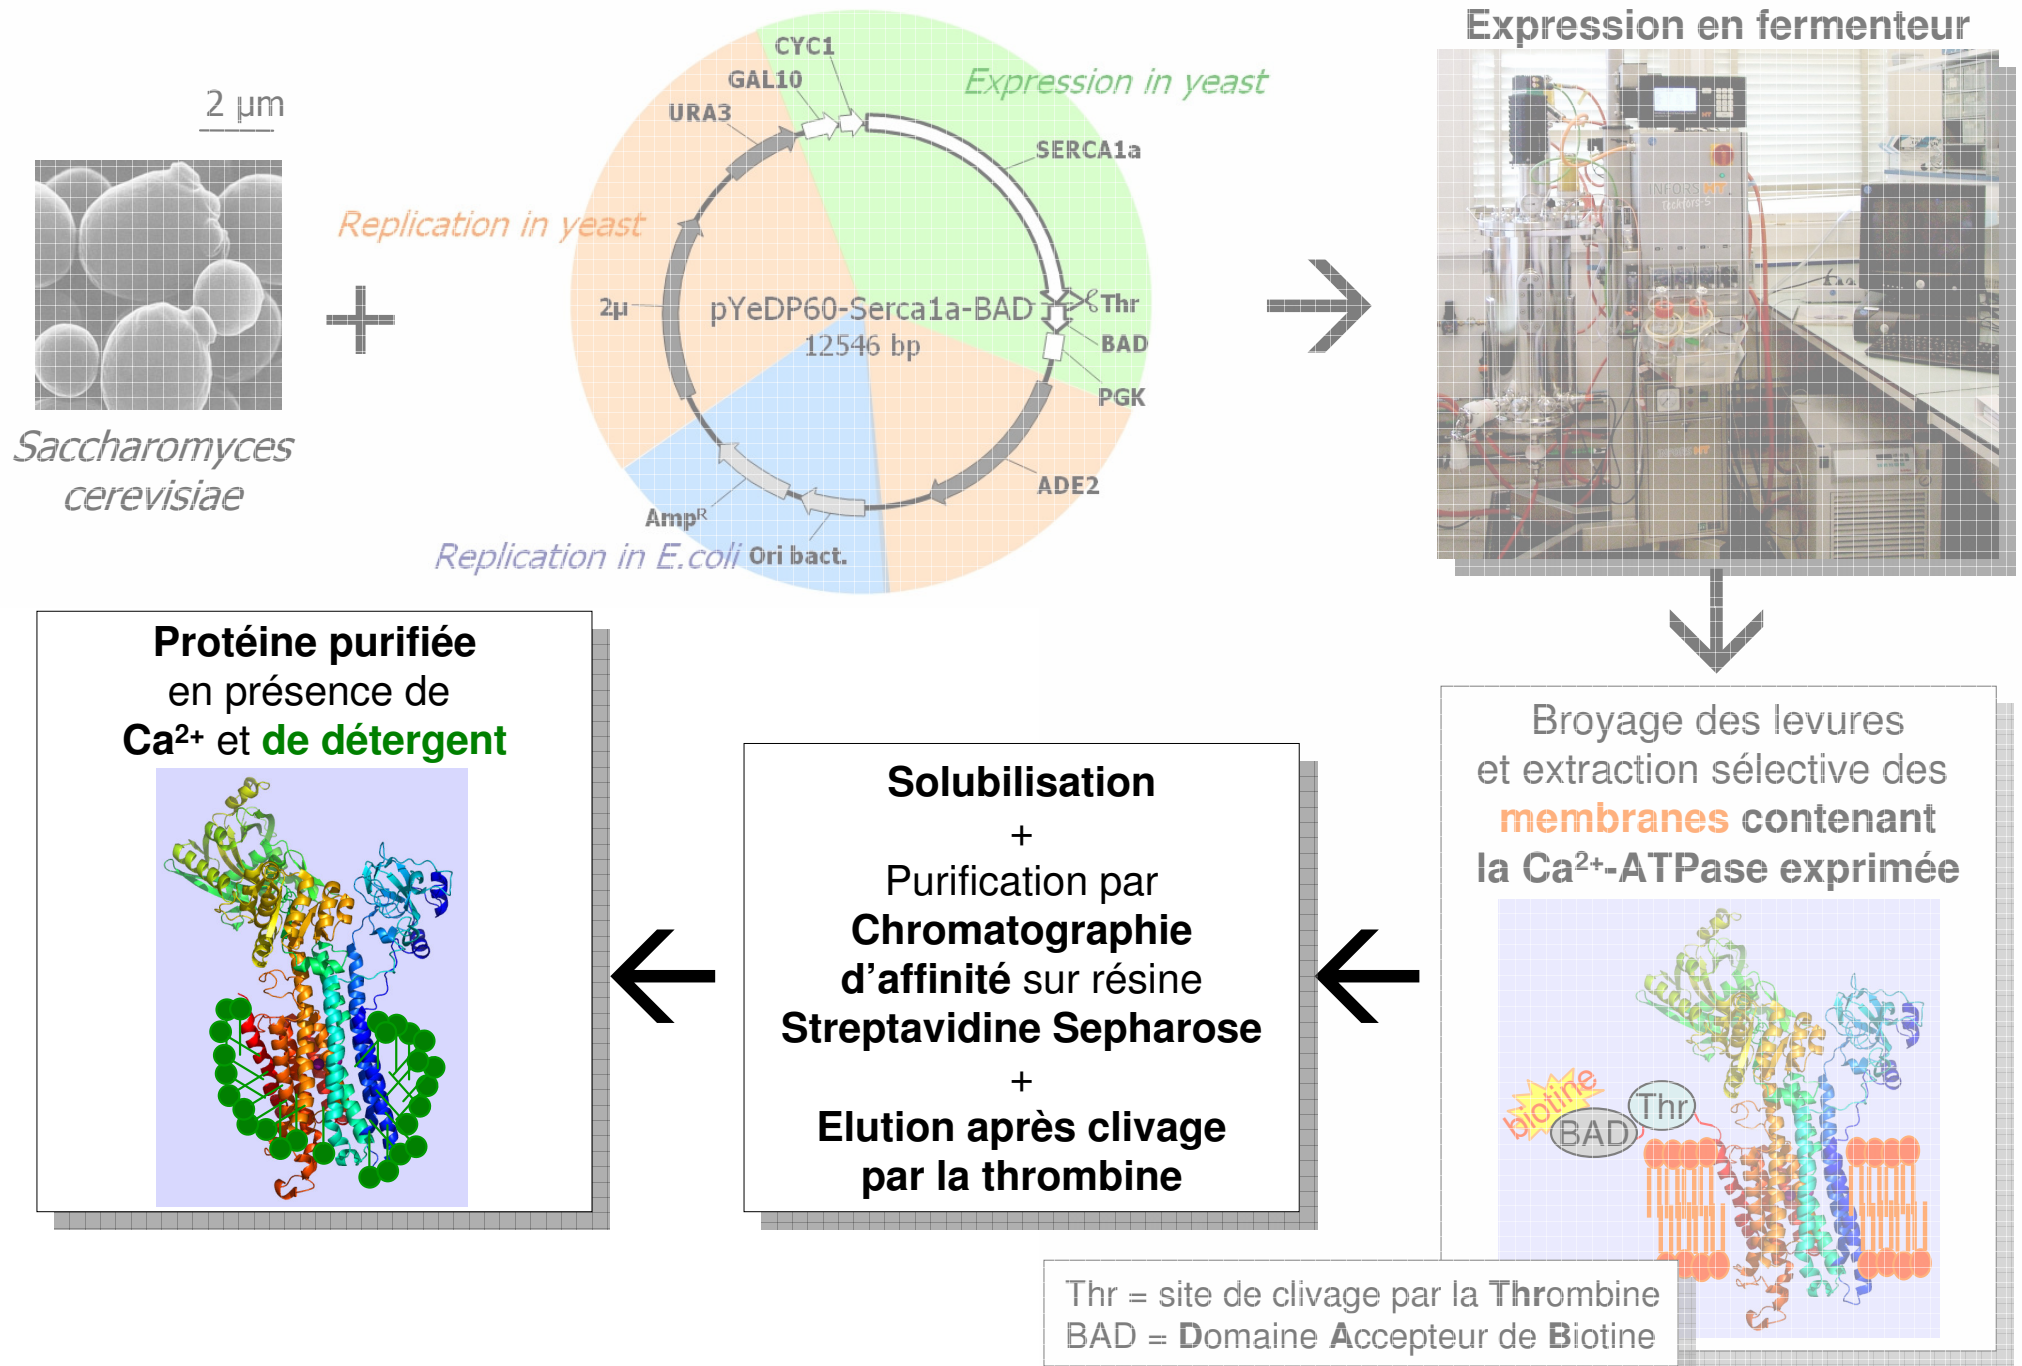 2 µm
Saccharomyces
cerevisiae
Replication in yeast
CYC1
GAL10
URA3
Expression in yeast
SERCA1a
2µ
pYeDP60-Serca1a-BAD
12546 bp
Thr
BAD
PGK
ADE2
Amp^R
Replication in E.coli
Ori bact.
Expression en fermenteur
INFORS HT
Techfors-S
Broyage des levures
et extraction sélective des
membranes contenant
la Ca²⁺-ATPase exprimée
biotine
BAD
Thr
Thr = site de clivage par la Thrombine
BAD = Domaine Accepteur de Biotine
Solubilisation
+
Purification par
Chromatographie
d’affinité sur résine
Streptavidine Sepharose
+
Elution après clivage
par la thrombine
Protéine purifiée
en présence de
Ca²⁺ et de détergent